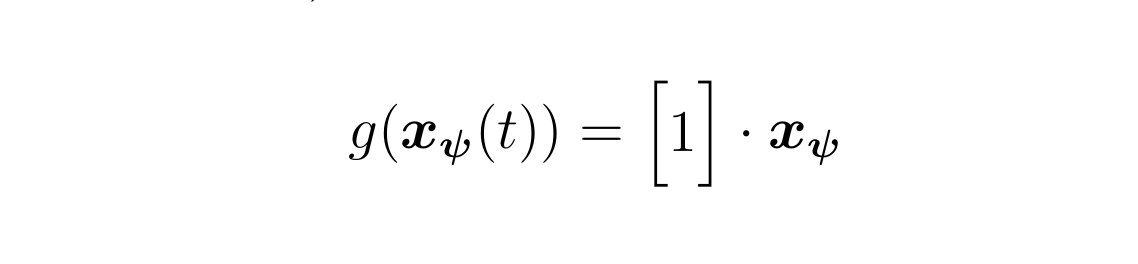 g(𝒙_𝝍(t)) = [1] · 𝒙_𝝍